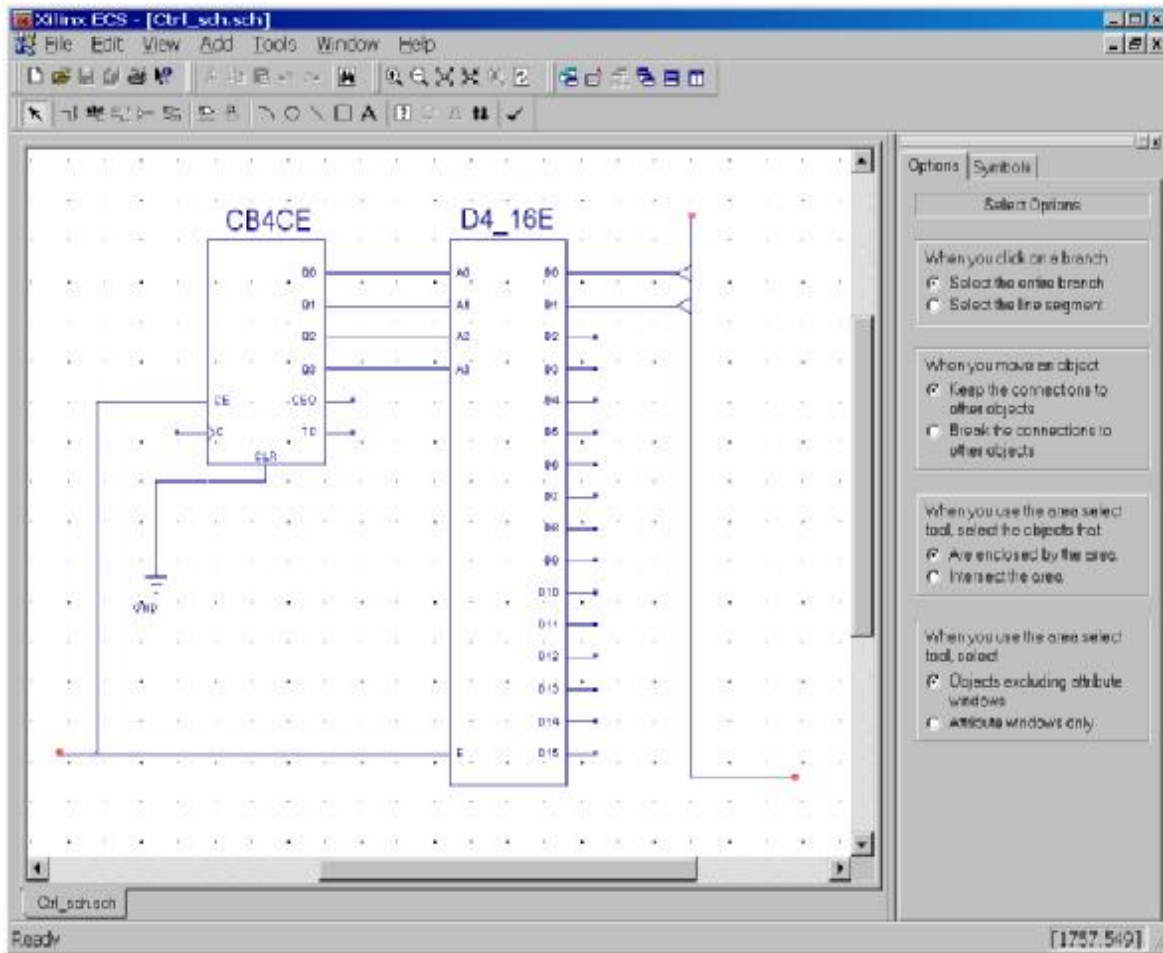 Xilinx ECS - [Ctrl_sch.sch]
File Edit View Add Tools Window Help
Options Symbols
Select Options
When you click on a branch
Select the entire branch
Select the line segment
When you move an object
Keep the connections to
other objects
Break the connections to
other objects
When you use the area select
tool, select the objects that
Are enclosed by the area
Intersect the area
When you use the area select
tool, select
Objects excluding attribute
windows
Attribute windows only
CB4CE D4_16E
Q0 A0 D0
Q1 A1 D1
Q2 A2 D2
Q3 A3 D3
CE CEO D4
C TC D5
CLR D6
D7
D8
D9
D10
GND D11
D12
D13
D14
E D15
Ctrl_sch.sch
Ready [1757,549]